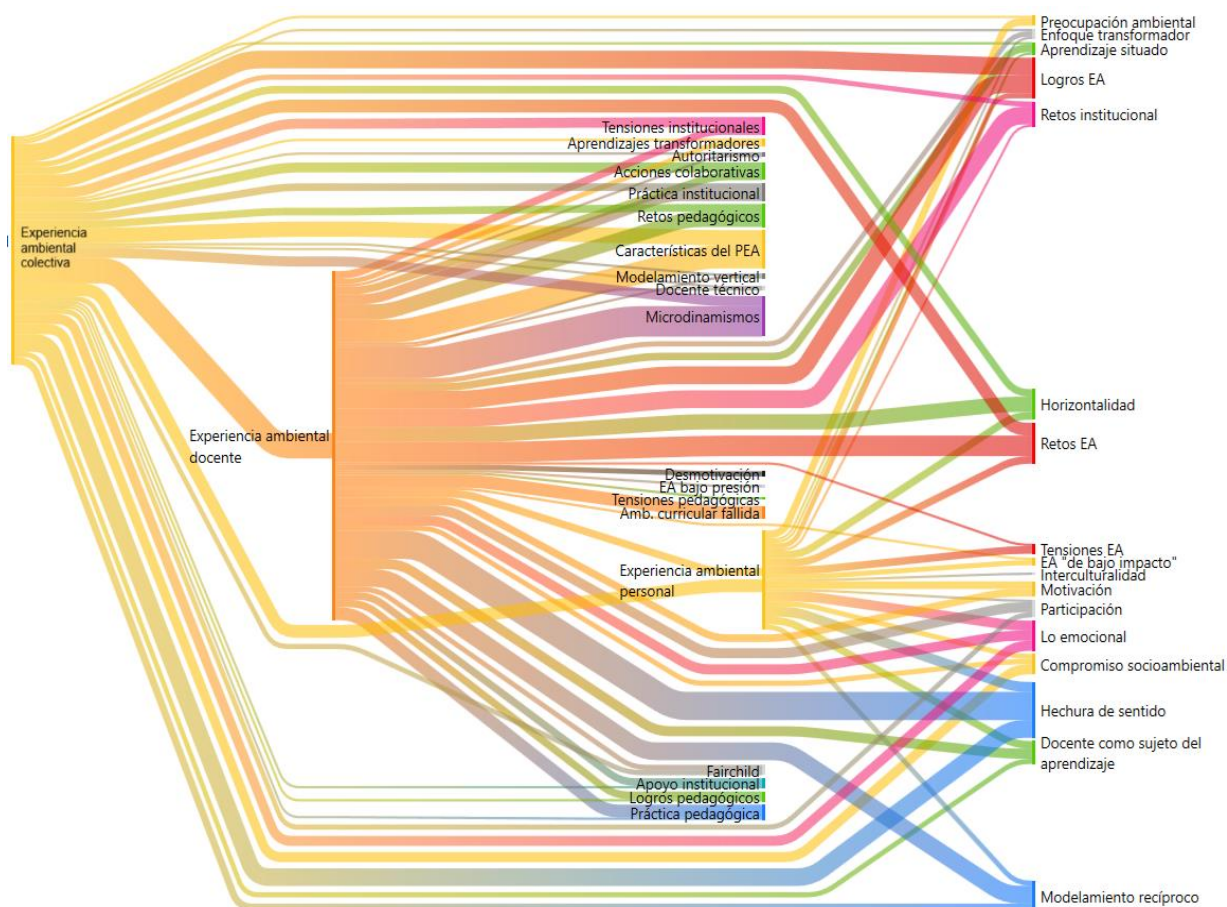 Experiencia
ambiental
colectiva
Experiencia ambiental
docente
Tensiones institucionales
Aprendizajes transformadores
Autoritarismo
Acciones colaborativas
Práctica institucional
Retos pedagógicos
Características del PEA
Modelamiento vertical
Docente técnico
Microdinamismos
Desmotivación
EA bajo presión
Tensiones pedagógicas
Amb. curricular fallida
Experiencia ambiental
personal
Fairchild
Apoyo institucional
Logros pedagógicos
Práctica pedagógica
Preocupación ambiental
Enfoque transformador
Aprendizaje situado
Logros EA
Retos institucional
Horizontalidad
Retos EA
Tensiones EA
EA "de bajo impacto"
Interculturalidad
Motivación
Participación
Lo emocional
Compromiso socioambiental
Hechura de sentido
Docente como sujeto del
aprendizaje
Modelamiento recíproco